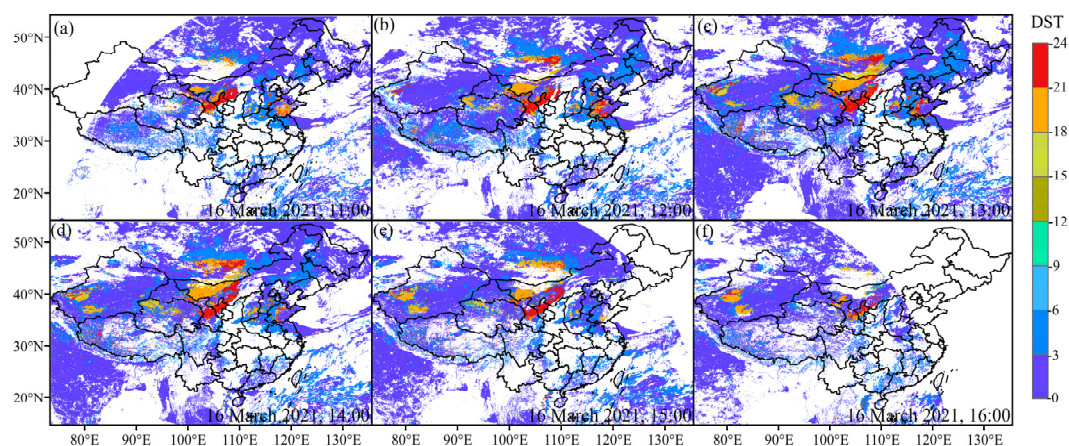 (a) (b) (c) DST
50°N 40°N 30°N 20°N
24 21 18 15 12 9 6 3 0
16 March 2021, 11:00 16 March 2021, 12:00 16 March 2021, 13:00
(d) (e) (f)
50°N 40°N 30°N 20°N
16 March 2021, 14:00 16 March 2021, 15:00 16 March 2021, 16:00
80°E 90°E 100°E 110°E 120°E 130°E 80°E 90°E 100°E 110°E 120°E 130°E 80°E 90°E 100°E 110°E 120°E 130°E